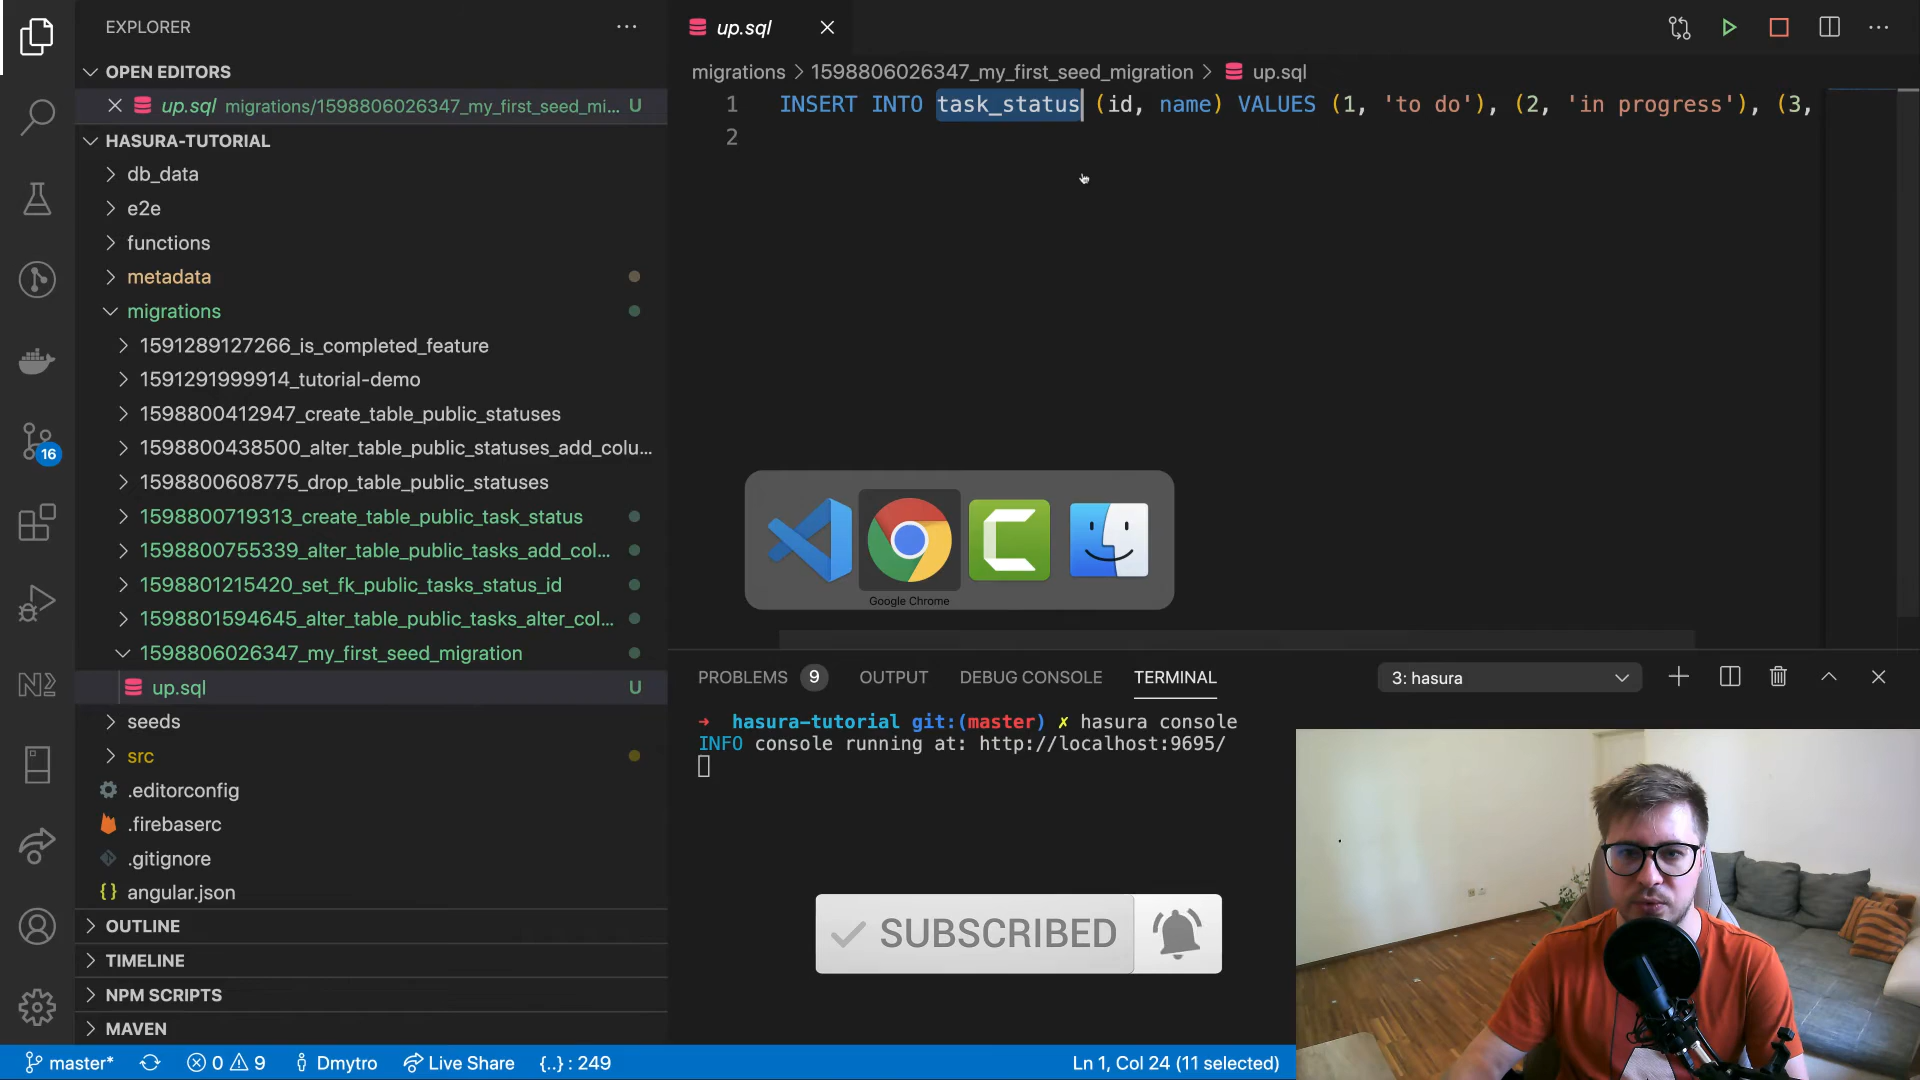 EXPLORER
OPEN EDITORS
up.sql migrations/1598806026347_my_first_seed_mi... U
HASURA-TUTORIAL
db_data
e2e
functions
metadata
migrations
1591289127266_is_completed_feature
1591291999914_tutorial-demo
1598800412947_create_table_public_statuses
1598800438500_alter_table_public_statuses_add_colu...
1598800608775_drop_table_public_statuses
1598800719313_create_table_public_task_status
1598800755339_alter_table_public_tasks_add_col...
1598801215420_set_fk_public_tasks_status_id
1598801594645_alter_table_public_tasks_alter_col...
1598806026347_my_first_seed_migration
up.sql U
seeds
src
.editorconfig
.firebaserc
.gitignore
{} angular.json
OUTLINE
TIMELINE
NPM SCRIPTS
MAVEN
16
up.sql
migrations > 1598806026347_my_first_seed_migration > up.sql
1 INSERT INTO task_status (id, name) VALUES (1, 'to do'), (2, 'in progress'), (3,
2
Google Chrome
PROBLEMS 9 OUTPUT DEBUG CONSOLE TERMINAL 3: hasura
➜ hasura-tutorial git:(master) ✗ hasura console
INFO console running at: http://localhost:9695/
SUBSCRIBED
master* 0 9 Dmytro Live Share {..} : 249 Ln 1, Col 24 (11 selected)